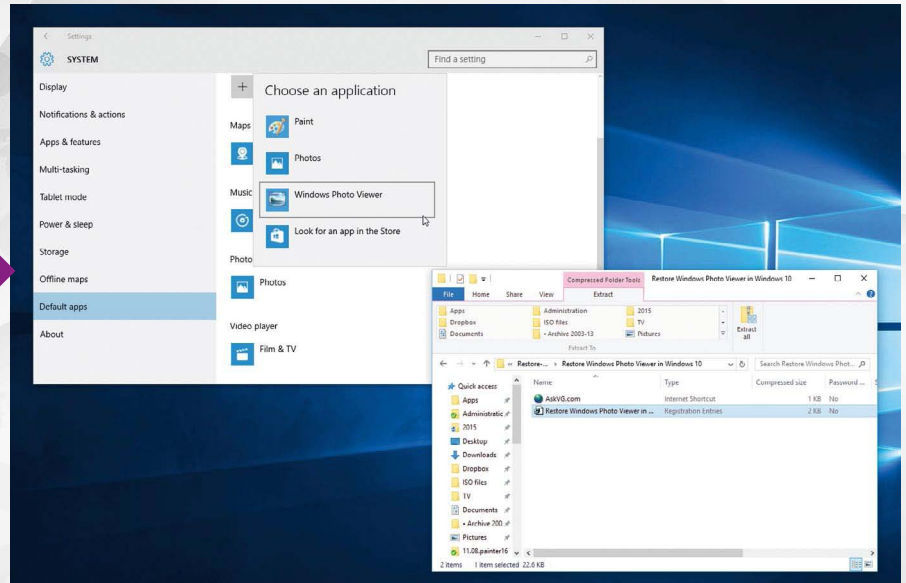 Settings
SYSTEM
Find a setting
Display
Notifications & actions
Apps & features
Multi-tasking
Tablet mode
Power & sleep
Storage
Offline maps
Default apps
About
Maps
Music
Photo
Photos
Video player
Film & TV
Choose an application
Paint
Photos
Windows Photo Viewer
Look for an app in the Store
Compressed Folder Tools
Restore Windows Photo Viewer in Windows 10
File Home Share View Extract
Apps Administration 2015
Dropbox ISO files TV
Documents • Archive 2003-13 Pictures
Extract all
Extract To
Restore-... › Restore Windows Photo Viewer in Windows 10
Search Restore Windows Phot...
Name Type Compressed size Password ...
AskVG.com Internet Shortcut 1 KB No
Restore Windows Photo Viewer in ... Registration Entries 2 KB No
Quick access
Apps
Administratic
2015
Desktop
Downloads
Dropbox
ISO files
TV
Documents
• Archive 200
Pictures
11.08.painter16
2 items 1 item selected 22.6 KB